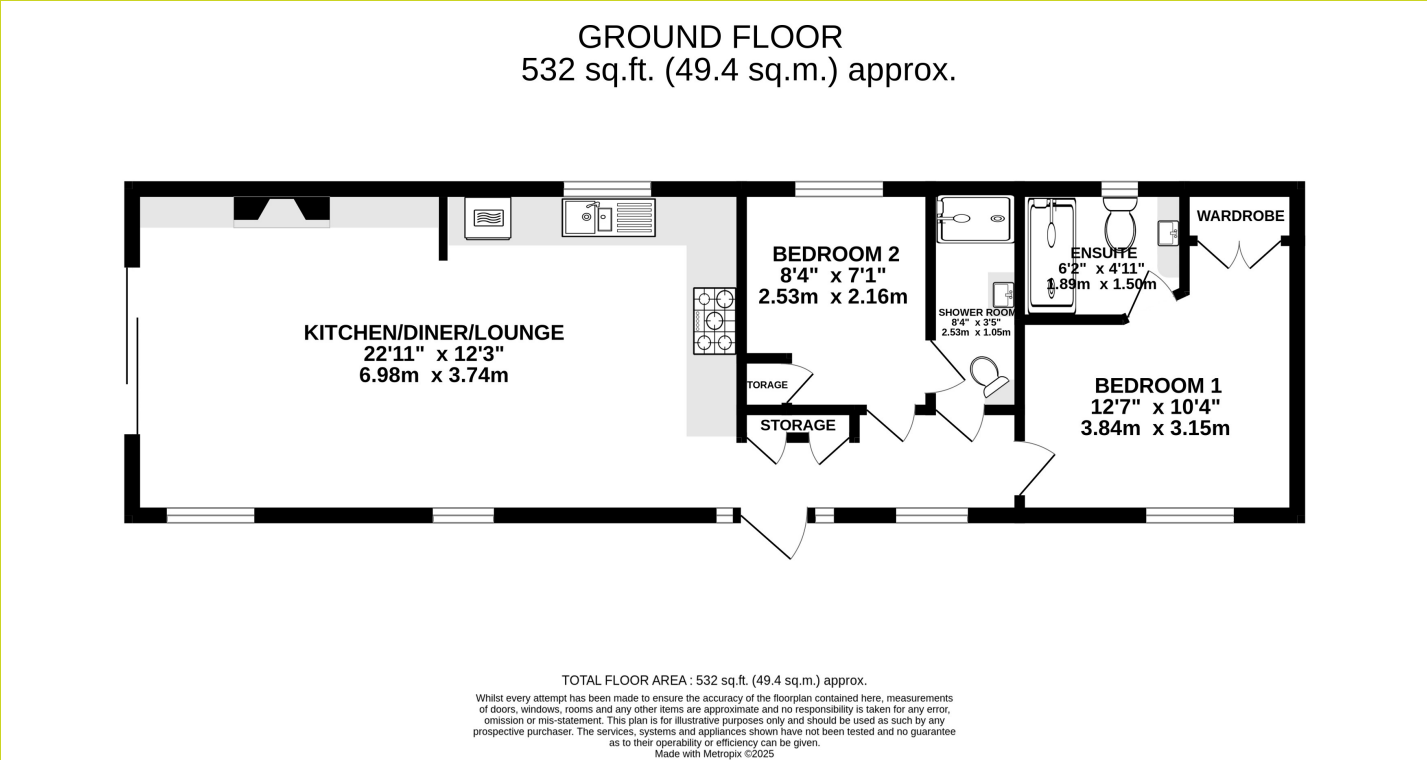 GROUND FLOOR
532 sq.ft. (49.4 sq.m.) approx.
WARDROBE
BEDROOM 2
8'4" x 7'1"
2.53m x 2.16m
ENSUITE
6'2" x 4'11"
1.89m x 1.50m
SHOWER ROOM
8'4" x 3'5"
2.53m x 1.05m
KITCHEN/DINER/LOUNGE
22'11" x 12'3"
6.98m x 3.74m
TORAGE
BEDROOM 1
12'7" x 10'4"
3.84m x 3.15m
STORAGE
TOTAL FLOOR AREA : 532 sq.ft. (49.4 sq.m.) approx.
Whilst every attempt has been made to ensure the accuracy of the floorplan contained here, measurements
of doors, windows, rooms and any other items are approximate and no responsibility is taken for any error,
omission or mis-statement. This plan is for illustrative purposes only and should be used as such by any
prospective purchaser. The services, systems and appliances shown have not been tested and no guarantee
as to their operability or efficiency can be given.
Made with Metropix ©2025